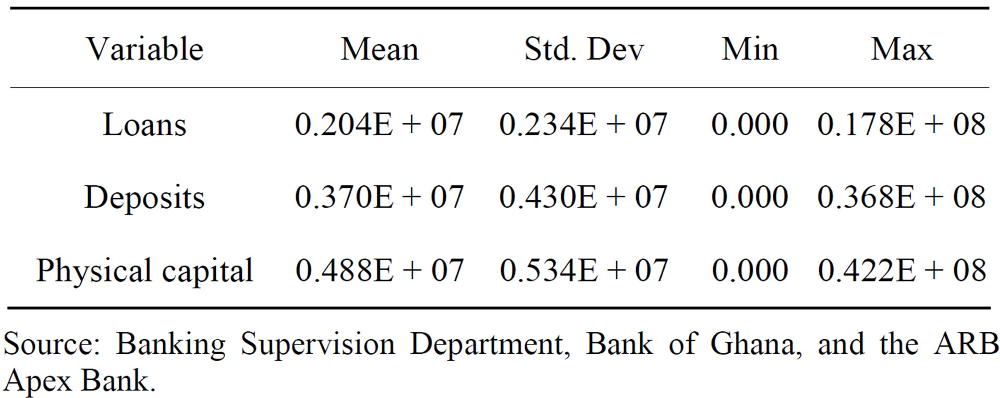 Variable Mean Std. Dev Min Max
Loans 0.204E + 07 0.234E + 07 0.000 0.178E + 08
Deposits 0.370E + 07 0.430E + 07 0.000 0.368E + 08
Physical capital 0.488E + 07 0.534E + 07 0.000 0.422E + 08
Source: Banking Supervision Department, Bank of Ghana, and the ARB
Apex Bank.